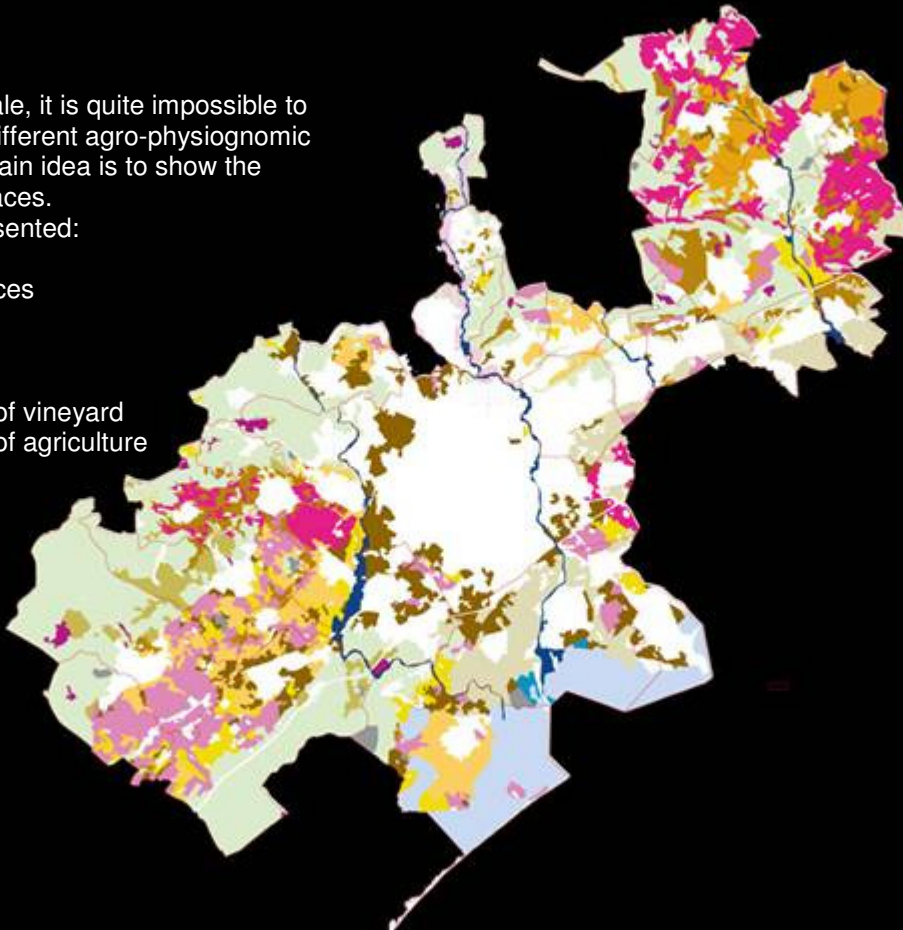 ale, it is quite impossible to
ifferent agro-physiognomic
ain idea is to show the
aces.
sented:
ces
of vineyard
of agriculture